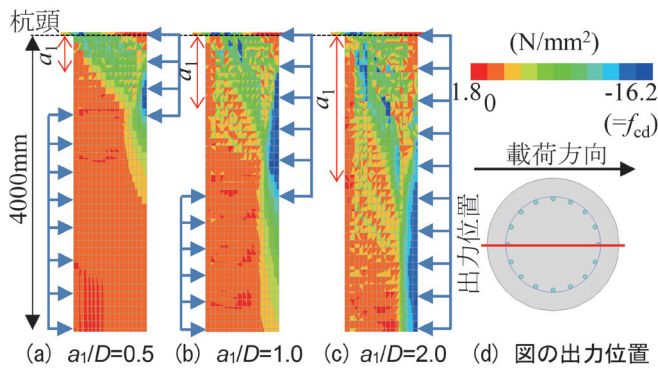 杭頭
a₁
4000mm
a₁
a₁
(N/mm²)
1.8 0 -16.2
(=f_cd)
載荷方向
出力位置
(a) a₁/D=0.5
(b) a₁/D=1.0
(c) a₁/D=2.0
(d) 図の出力位置